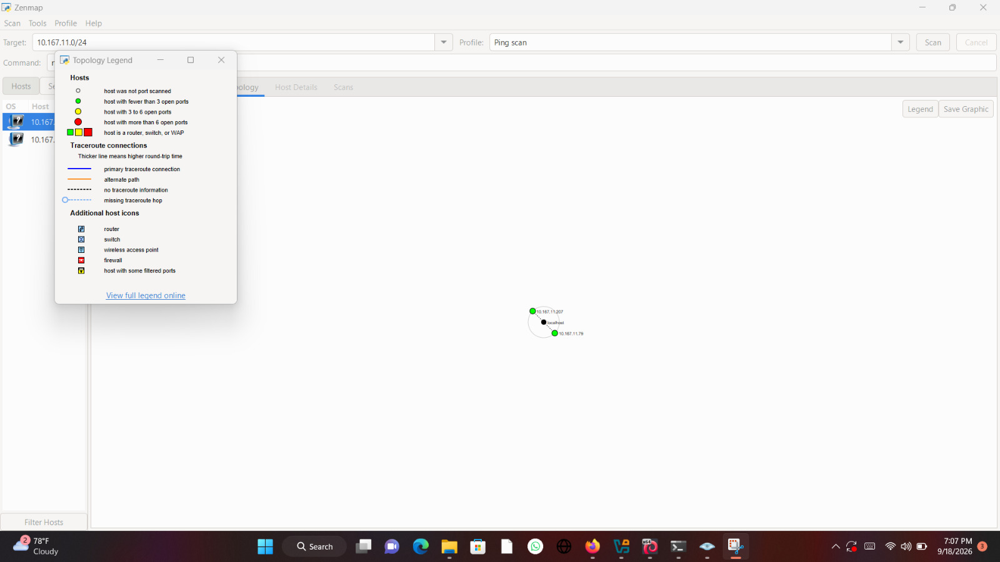 Zenmap
Scan Tools Profile Help
Target: 10.167.11.0/24 Profile: Ping scan Scan Cancel
Command:
Topology Legend
Hosts
host was not port scanned
host with fewer than 3 open ports
host with 3 to 6 open ports
host with more than 6 open ports
host is a router, switch, or WAP
Traceroute connections
Thicker line means higher round-trip time
primary traceroute connection
alternate path
no traceroute information
missing traceroute hop
Additional host icons
router
switch
wireless access point
firewall
host with some filtered ports
View full legend online
Hosts Se pology Host Details Scans
OS Host
10.167.
10.167.
Legend Save Graphic
10.167.11.207
localhost
10.167.11.79
Filter Hosts
2
78°F
Cloudy
Search
X64
7:07 PM
9/18/2026
3